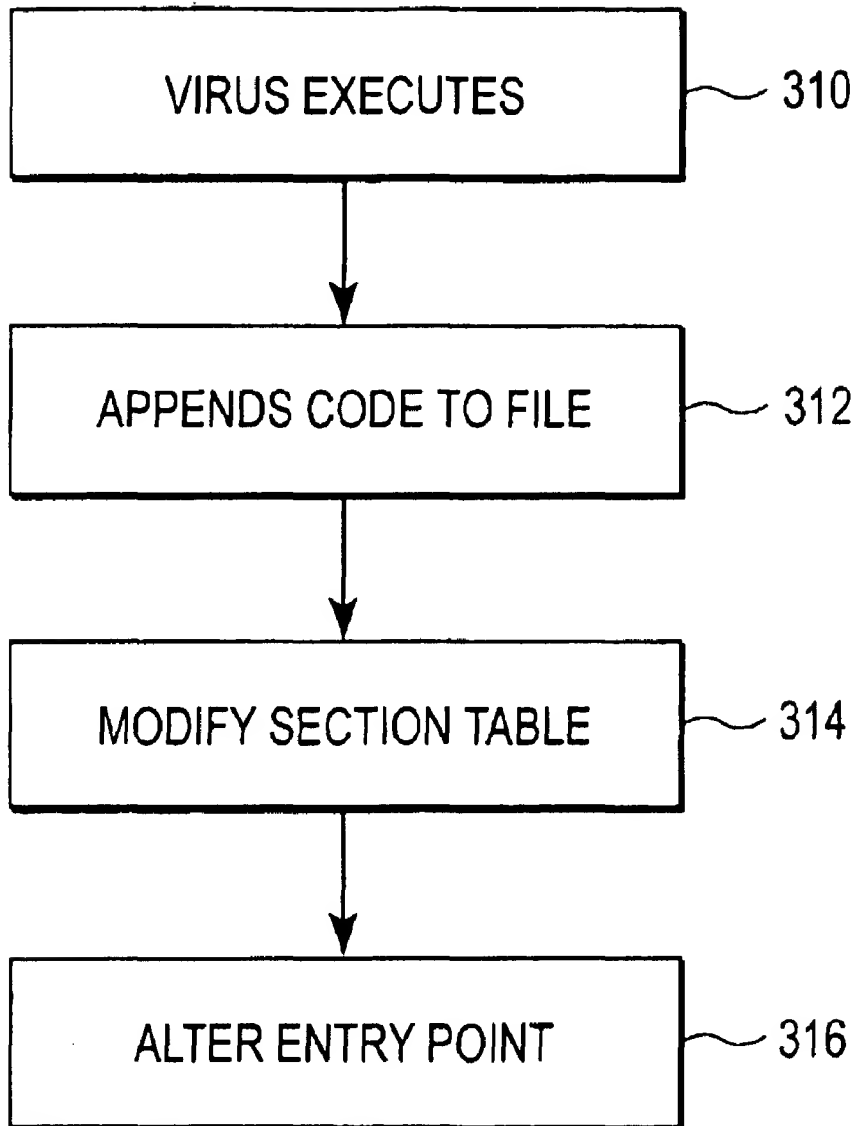 VIRUS EXECUTES 310
APPENDS CODE TO FILE 312
MODIFY SECTION TABLE 314
ALTER ENTRY POINT 316